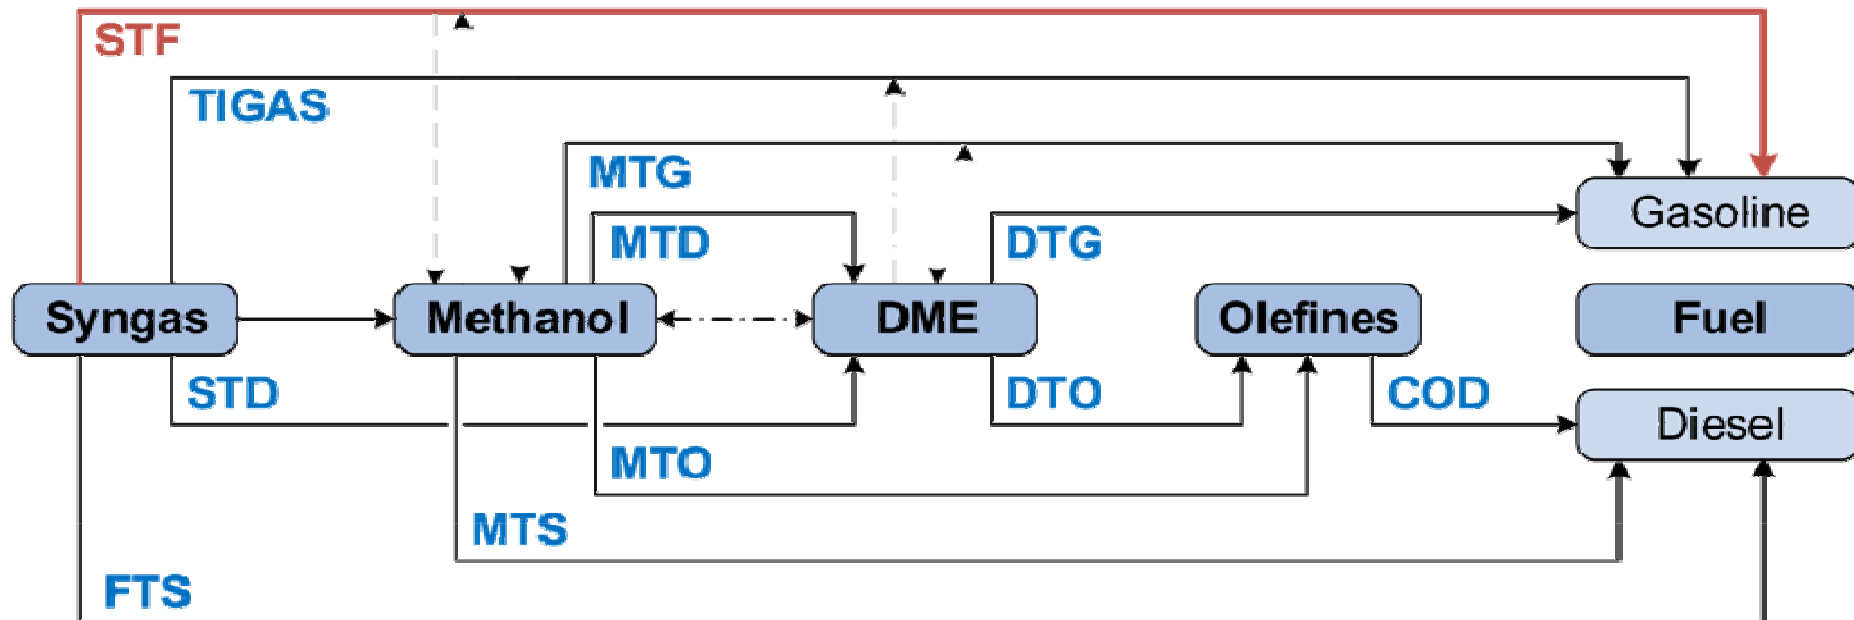 STF
TIGAS
MTG
MTD
DTG
Gasoline
Syngas
Methanol
DME
Olefines
Fuel
STD
DTO
COD
Diesel
MTO
MTS
FTS